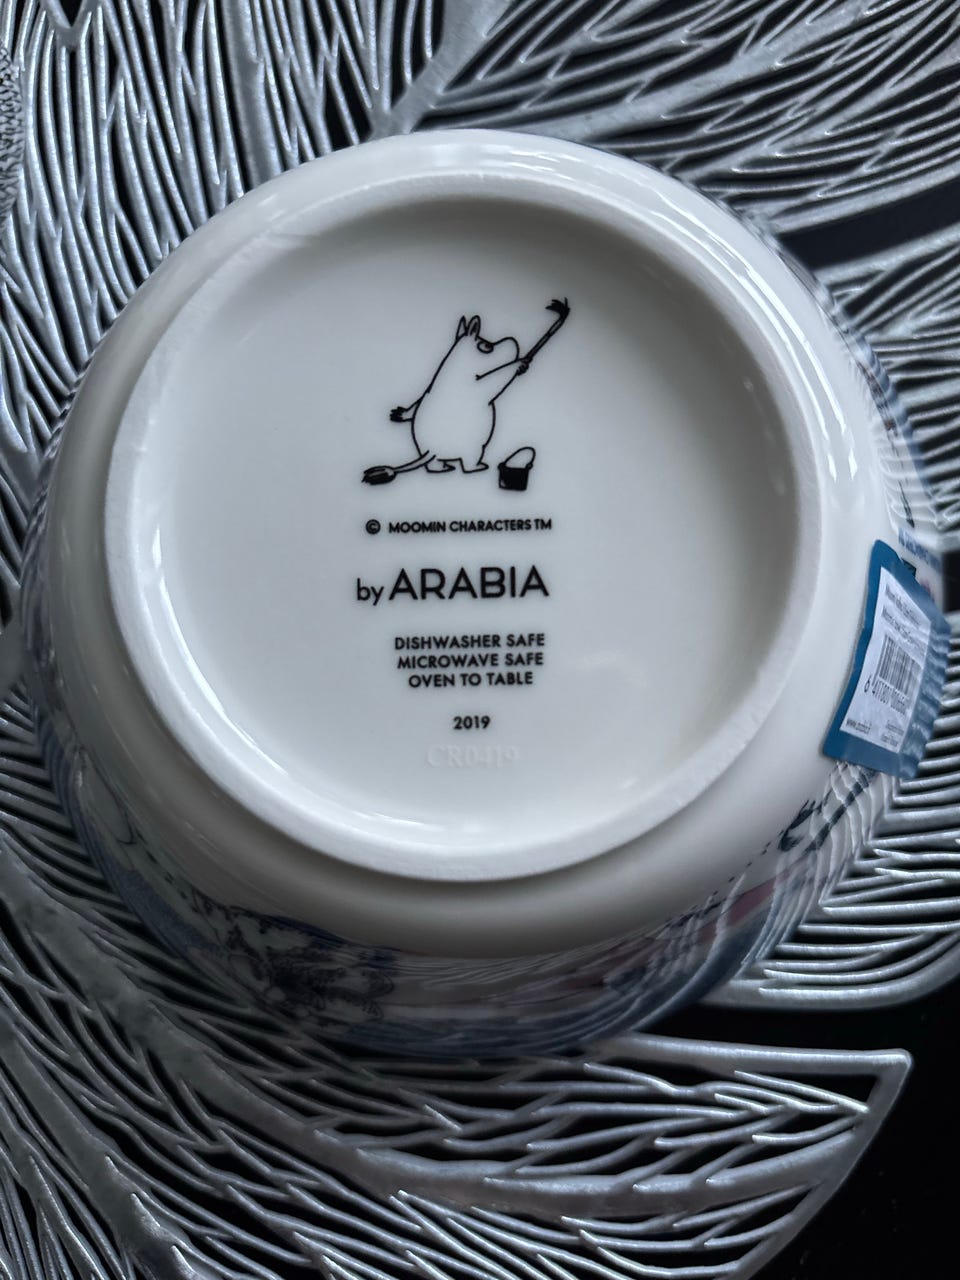 © MOOMIN CHARACTERS TM
by ARABIA
DISHWASHER SAFE
MICROWAVE SAFE
OVEN TO TABLE
2019
CR0419